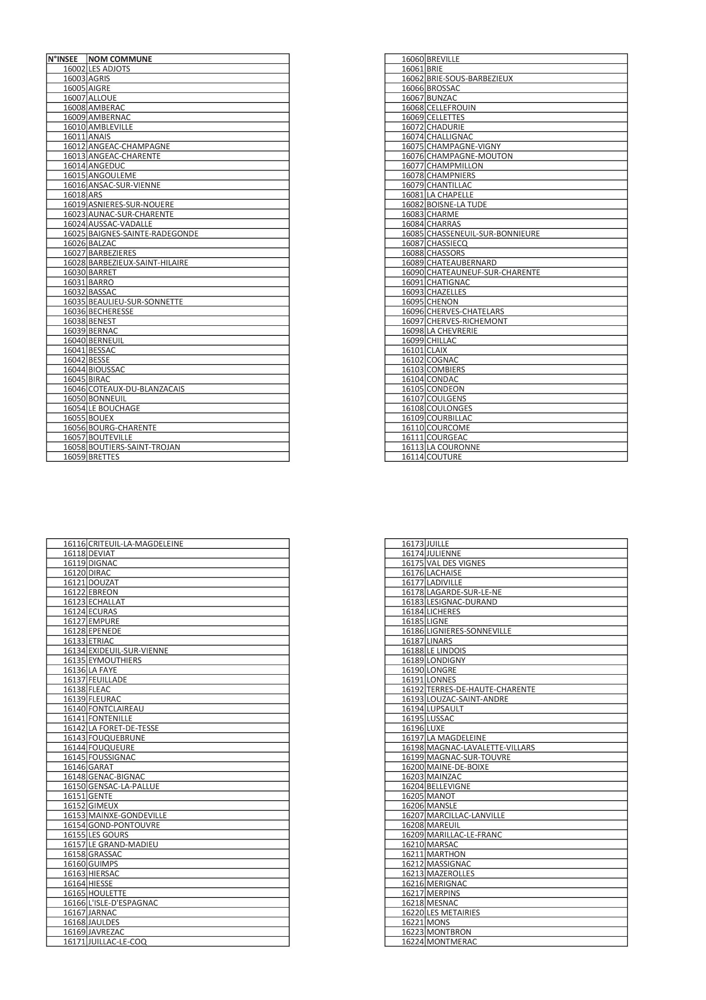 N°INSEE NOM COMMUNE
16002 LES ADJOTS
16003 AGRIS
16005 AIGRE
16007 ALLOUE
16008 AMBERAC
16009 AMBERNAC
16010 AMBLEVILLE
16011 ANAIS
16012 ANGEAC-CHAMPAGNE
16013 ANGEAC-CHARENTE
16014 ANGEDUC
16015 ANGOULEME
16016 ANSAC-SUR-VIENNE
16018 ARS
16019 ASNIERES-SUR-NOUERE
16023 AUNAC-SUR-CHARENTE
16024 AUSSAC-VADALLE
16025 BAIGNES-SAINTE-RADEGONDE
16026 BALZAC
16027 BARBEZIERES
16028 BARBEZIEUX-SAINT-HILAIRE
16030 BARRET
16031 BARRO
16032 BASSAC
16035 BEAULIEU-SUR-SONNETTE
16036 BECHERESSE
16038 BENEST
16039 BERNAC
16040 BERNEUIL
16041 BESSAC
16042 BESSE
16044 BIOUSSAC
16045 BIRAC
16046 COTEAUX-DU-BLANZACAIS
16050 BONNEUIL
16054 LE BOUCHAGE
16055 BOUEX
16056 BOURG-CHARENTE
16057 BOUTEVILLE
16058 BOUTIERS-SAINT-TROJAN
16059 BRETTES
16060 BREVILLE
16061 BRIE
16062 BRIE-SOUS-BARBEZIEUX
16066 BROSSAC
16067 BUNZAC
16068 CELLEFROUIN
16069 CELLETTES
16072 CHADURIE
16074 CHALLIGNAC
16075 CHAMPAGNE-VIGNY
16076 CHAMPAGNE-MOUTON
16077 CHAMPMILLON
16078 CHAMPNIERS
16079 CHANTILLAC
16081 LA CHAPELLE
16082 BOISNE-LA TUDE
16083 CHARME
16084 CHARRAS
16085 CHASSENEUIL-SUR-BONNIEURE
16087 CHASSIECQ
16088 CHASSORS
16089 CHATEAUBERNARD
16090 CHATEAUNEUF-SUR-CHARENTE
16091 CHATIGNAC
16093 CHAZELLES
16095 CHENON
16096 CHERVES-CHATELARS
16097 CHERVES-RICHEMONT
16098 LA CHEVRERIE
16099 CHILLAC
16101 CLAIX
16102 COGNAC
16103 COMBIERS
16104 CONDAC
16105 CONDEON
16107 COULGENS
16108 COULONGES
16109 COURBILLAC
16110 COURCOME
16111 COURGEAC
16113 LA COURONNE
16114 COUTURE
16116 CRITEUIL-LA-MAGDELEINE
16118 DEVIAT
16119 DIGNAC
16120 DIRAC
16121 DOUZAT
16122 EBREON
16123 ECHALLAT
16124 ECURAS
16127 EMPURE
16128 EPENEDE
16133 ETRIAC
16134 EXIDEUIL-SUR-VIENNE
16135 EYMOUTHIERS
16136 LA FAYE
16137 FEUILLADE
16138 FLEAC
16139 FLEURAC
16140 FONTCLAIREAU
16141 FONTENILLE
16142 LA FORET-DE-TESSE
16143 FOUQUEBRUNE
16144 FOUQUEURE
16145 FOUSSIGNAC
16146 GARAT
16148 GENAC-BIGNAC
16150 GENSAC-LA-PALLUE
16151 GENTE
16152 GIMEUX
16153 MAINXE-GONDEVILLE
16154 GOND-PONTOUVRE
16155 LES GOURS
16157 LE GRAND-MADIEU
16158 GRASSAC
16160 GUIMPS
16163 HIERSAC
16164 HIESSE
16165 HOULETTE
16166 L'ISLE-D'ESPAGNAC
16167 JARNAC
16168 JAULDES
16169 JAVREZAC
16171 JUILLAC-LE-COQ
16173 JUILLE
16174 JULIENNE
16175 VAL DES VIGNES
16176 LACHAISE
16177 LADIVILLE
16178 LAGARDE-SUR-LE-NE
16183 LESIGNAC-DURAND
16184 LICHERES
16185 LIGNE
16186 LIGNIERES-SONNEVILLE
16187 LINARS
16188 LE LINDOIS
16189 LONDIGNY
16190 LONGRE
16191 LONNES
16192 TERRES-DE-HAUTE-CHARENTE
16193 LOUZAC-SAINT-ANDRE
16194 LUPSAULT
16195 LUSSAC
16196 LUXE
16197 LA MAGDELEINE
16198 MAGNAC-LAVALETTE-VILLARS
16199 MAGNAC-SUR-TOUVRE
16200 MAINE-DE-BOIXE
16203 MAINZAC
16204 BELLEVIGNE
16205 MANOT
16206 MANSLE
16207 MARCILLAC-LANVILLE
16208 MAREUIL
16209 MARILLAC-LE-FRANC
16210 MARSAC
16211 MARTHON
16212 MASSIGNAC
16213 MAZEROLLES
16216 MERIGNAC
16217 MERPINS
16218 MESNAC
16220 LES METAIRIES
16221 MONS
16223 MONTBRON
16224 MONTMERAC